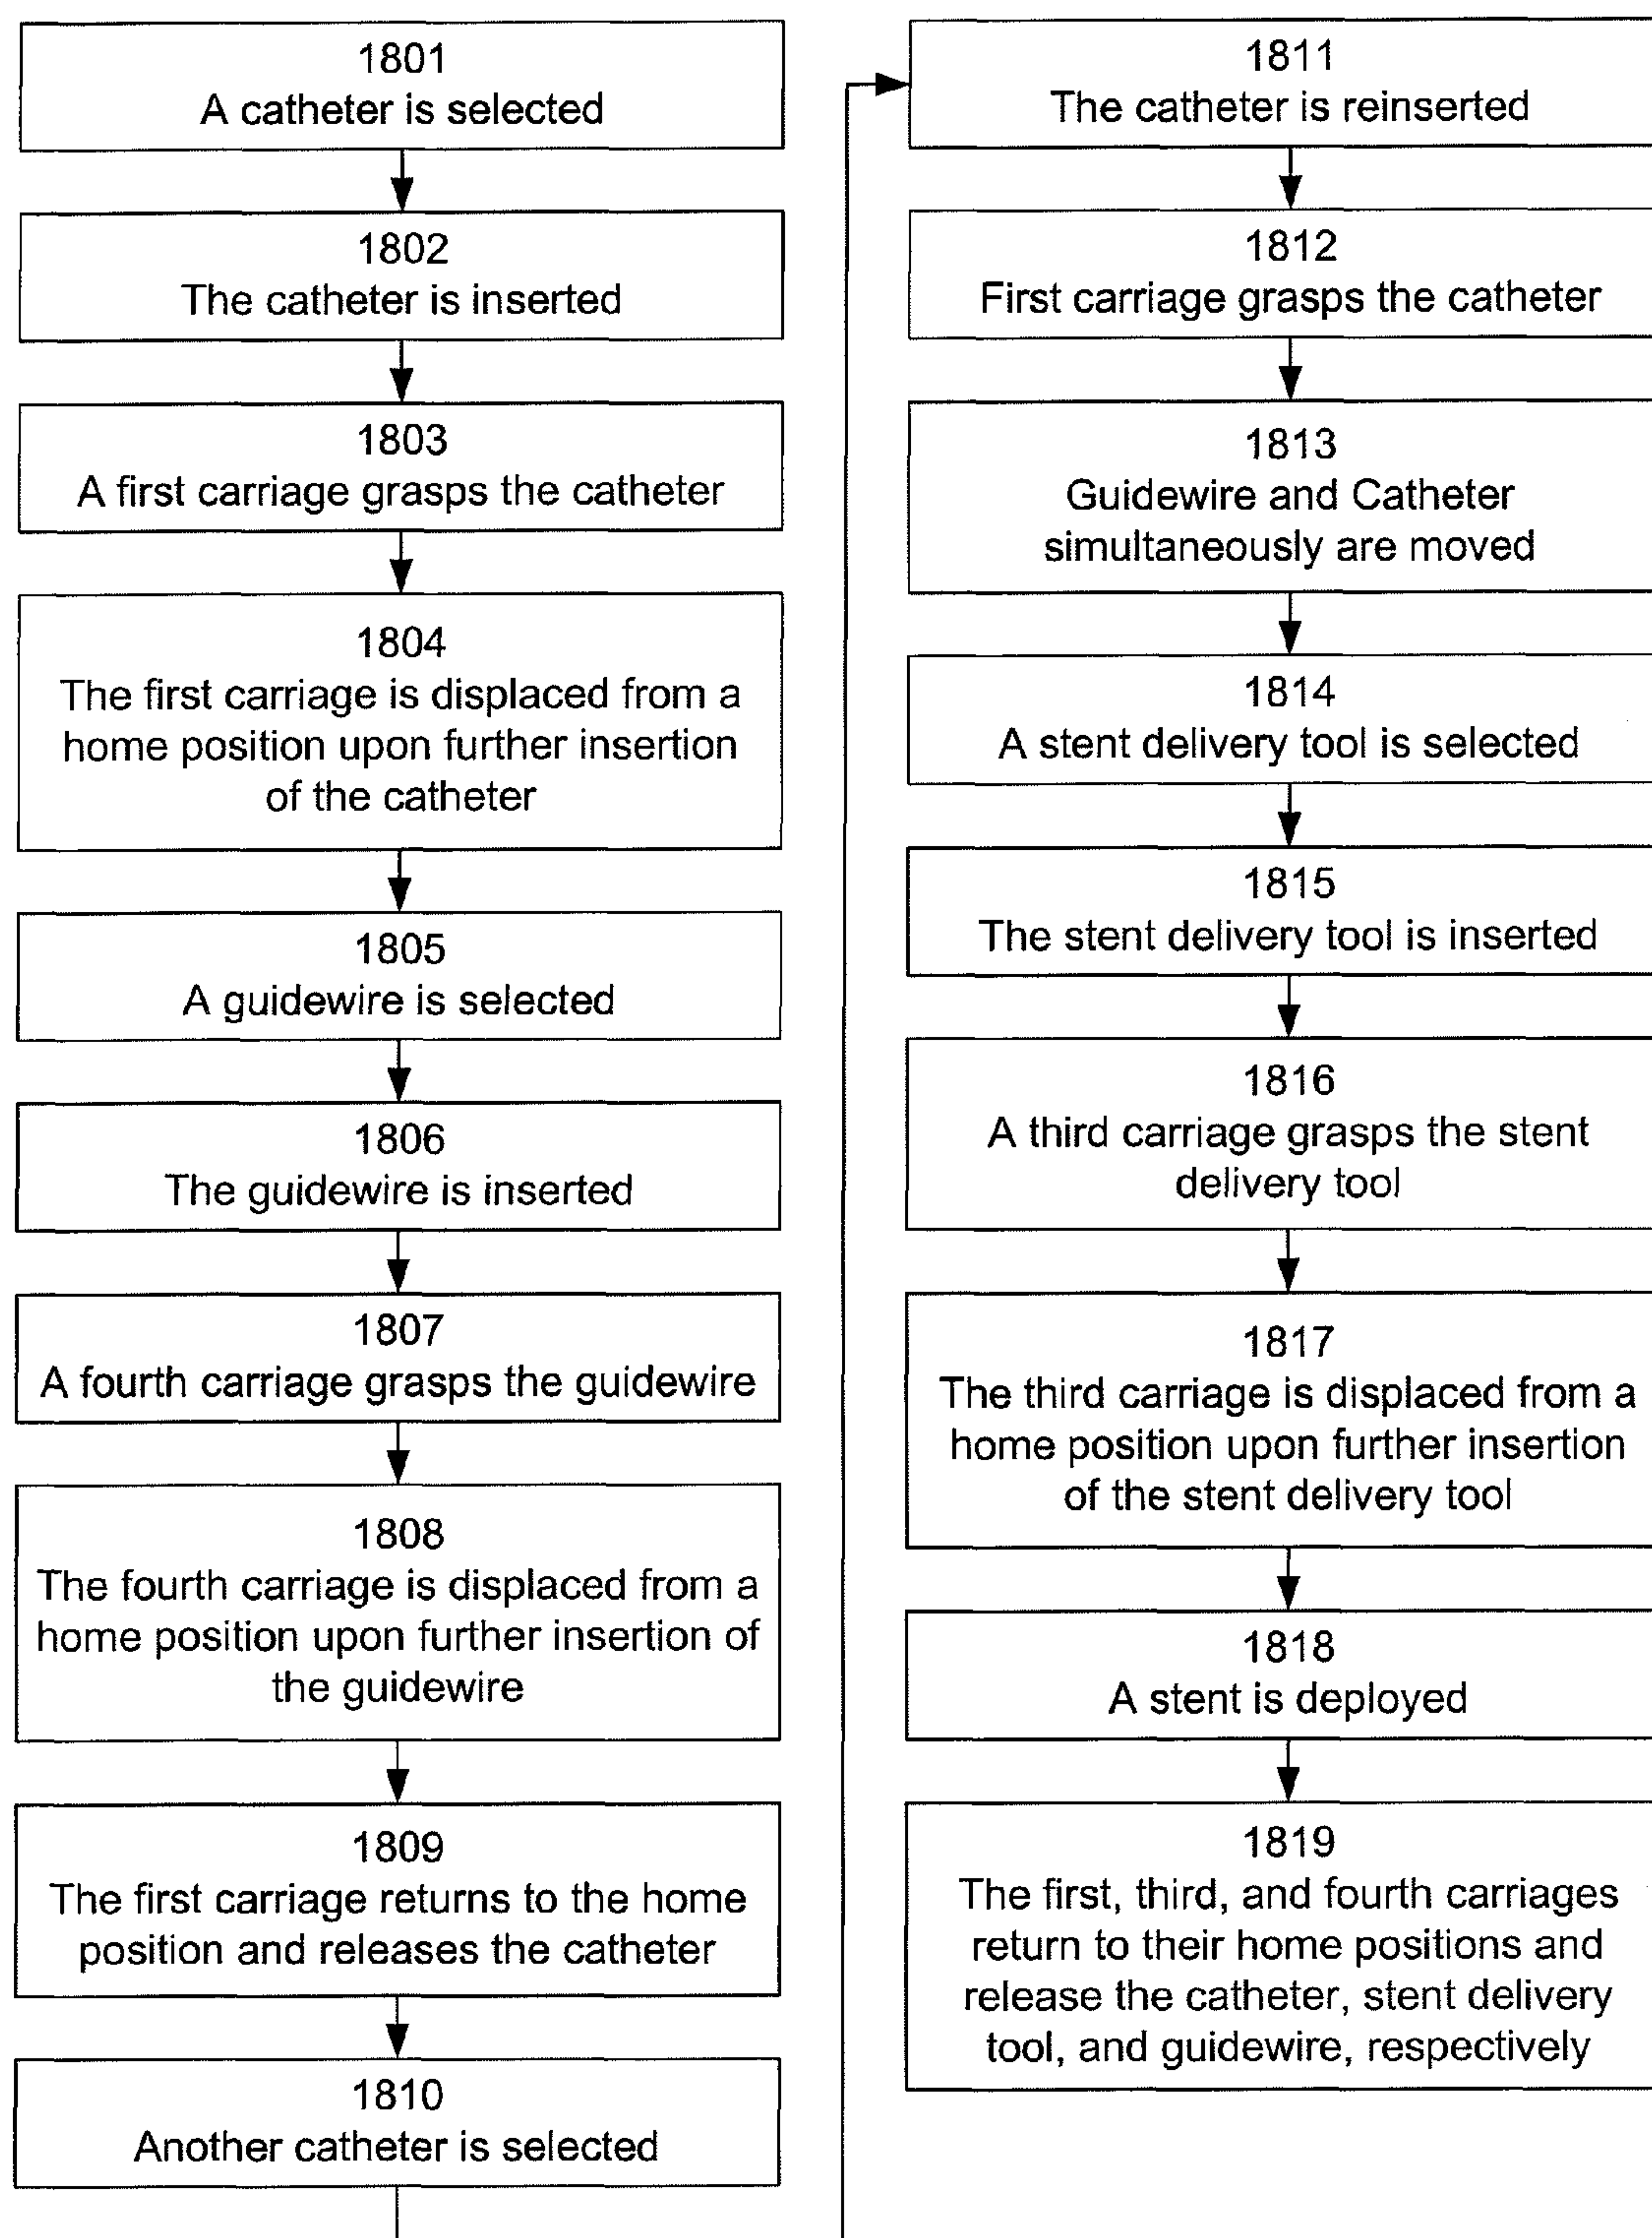 1801
A catheter is selected
1802
The catheter is inserted
1803
A first carriage grasps the catheter
1804
The first carriage is displaced from a
home position upon further insertion
of the catheter
1805
A guidewire is selected
1806
The guidewire is inserted
1807
A fourth carriage grasps the guidewire
1808
The fourth carriage is displaced from a
home position upon further insertion of
the guidewire
1809
The first carriage returns to the home
position and releases the catheter
1810
Another catheter is selected
1811
The catheter is reinserted
1812
First carriage grasps the catheter
1813
Guidewire and Catheter
simultaneously are moved
1814
A stent delivery tool is selected
1815
The stent delivery tool is inserted
1816
A third carriage grasps the stent
delivery tool
1817
The third carriage is displaced from a
home position upon further insertion
of the stent delivery tool
1818
A stent is deployed
1819
The first, third, and fourth carriages
return to their home positions and
release the catheter, stent delivery
tool, and guidewire, respectively